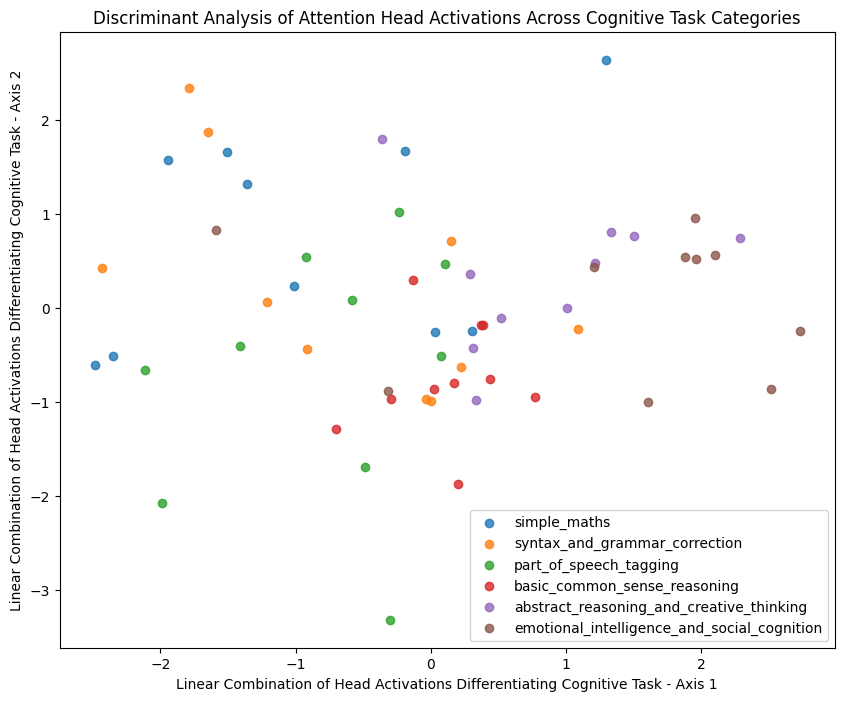 Discriminant Analysis of Attention Head Activations Across Cognitive Task Categories
Linear Combination of Head Activations Differentiating Cognitive Task - Axis 2
2
1
0
−1
−2
−3
simple_maths
syntax_and_grammar_correction
part_of_speech_tagging
basic_common_sense_reasoning
abstract_reasoning_and_creative_thinking
emotional_intelligence_and_social_cognition
−2
−1
0
1
2
Linear Combination of Head Activations Differentiating Cognitive Task - Axis 1